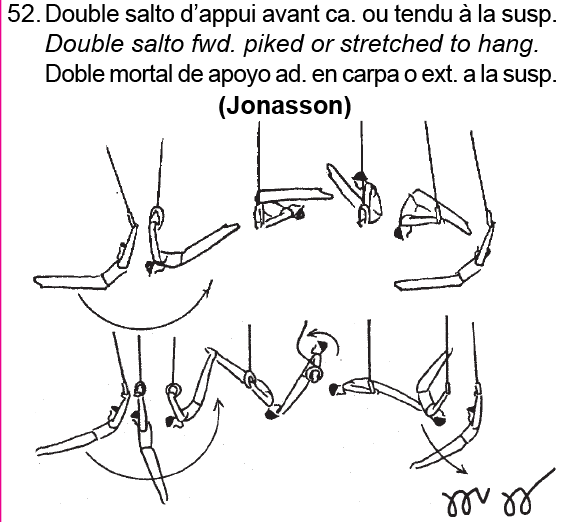 52. Double salto d’appui avant ca. ou tendu à la susp.
Double salto fwd. piked or stretched to hang.
Doble mortal de apoyo ad. en carpa o ext. a la susp.
(Jonasson)